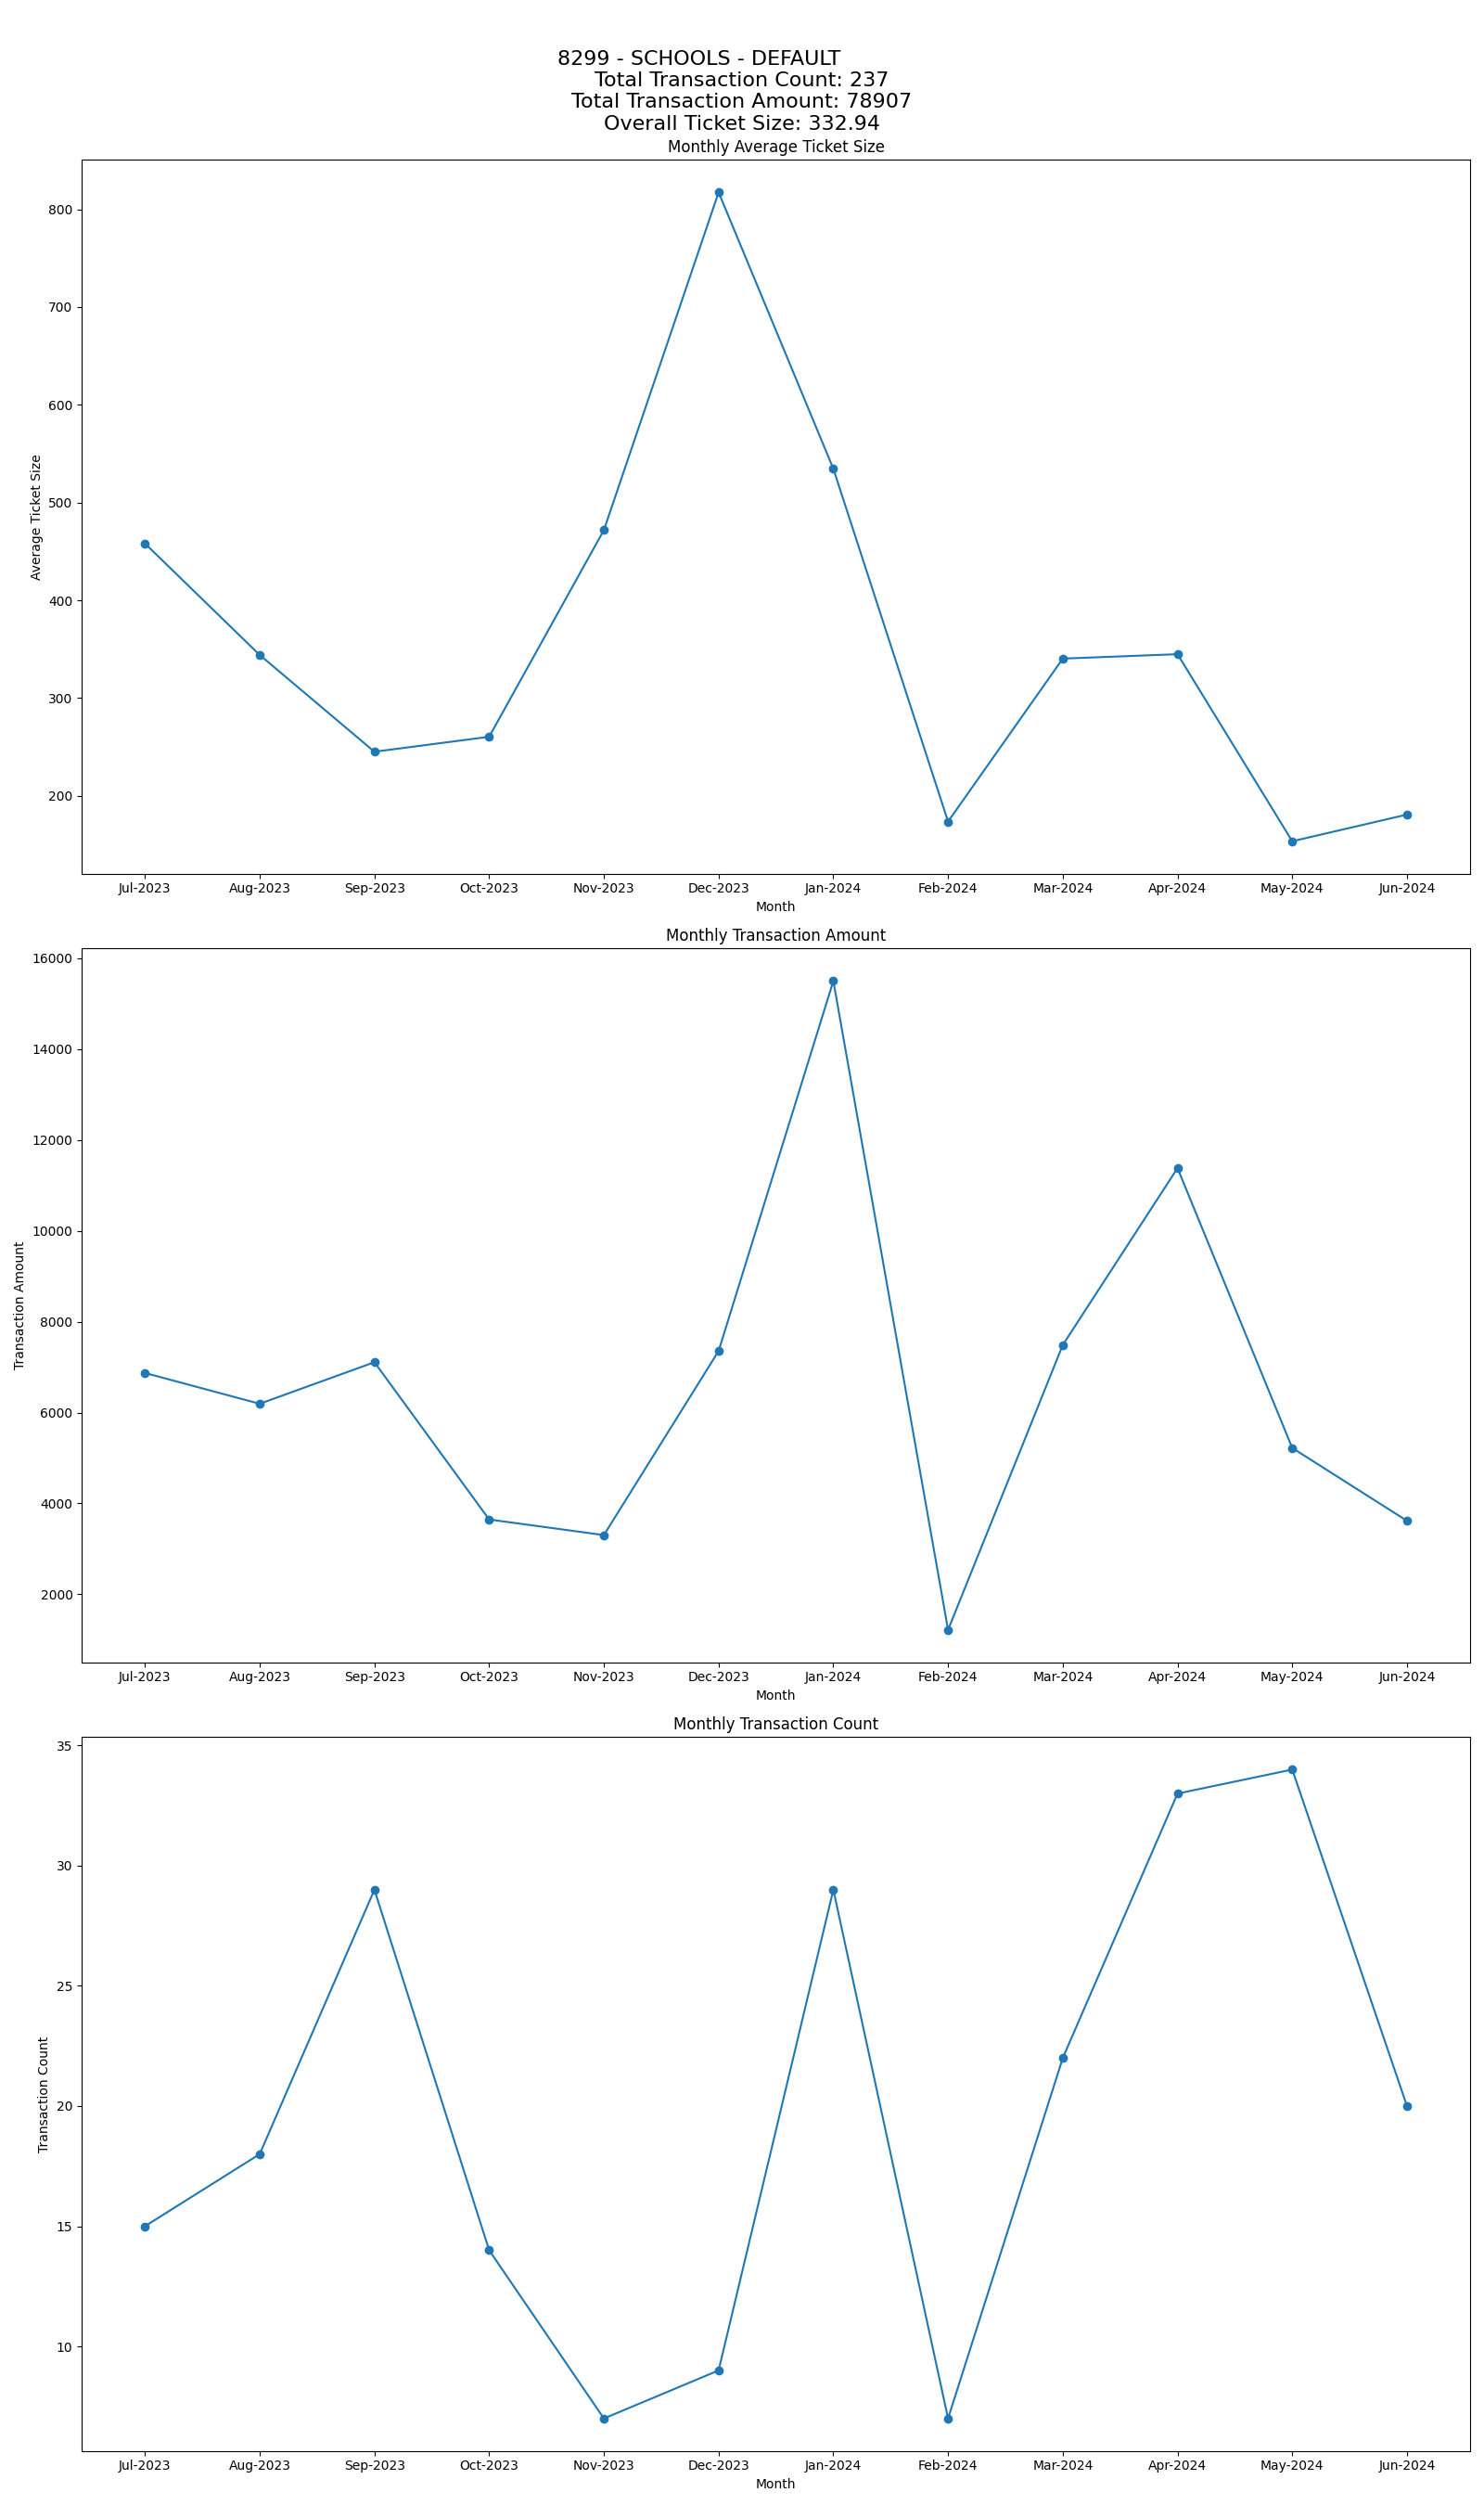 8299 - SCHOOLS - DEFAULT
Total Transaction Count: 237
Total Transaction Amount: 78907
Overall Ticket Size: 332.94
Monthly Average Ticket Size
800
700
600
500
400
300
200
Average Ticket Size
Jul-2023 Aug-2023 Sep-2023 Oct-2023 Nov-2023 Dec-2023 Jan-2024 Feb-2024 Mar-2024 Apr-2024 May-2024 Jun-2024
Month
Monthly Transaction Amount
16000
14000
12000
10000
8000
6000
4000
2000
Transaction Amount
Jul-2023 Aug-2023 Sep-2023 Oct-2023 Nov-2023 Dec-2023 Jan-2024 Feb-2024 Mar-2024 Apr-2024 May-2024 Jun-2024
Month
Monthly Transaction Count
35
30
25
20
15
10
Transaction Count
Jul-2023 Aug-2023 Sep-2023 Oct-2023 Nov-2023 Dec-2023 Jan-2024 Feb-2024 Mar-2024 Apr-2024 May-2024 Jun-2024
Month